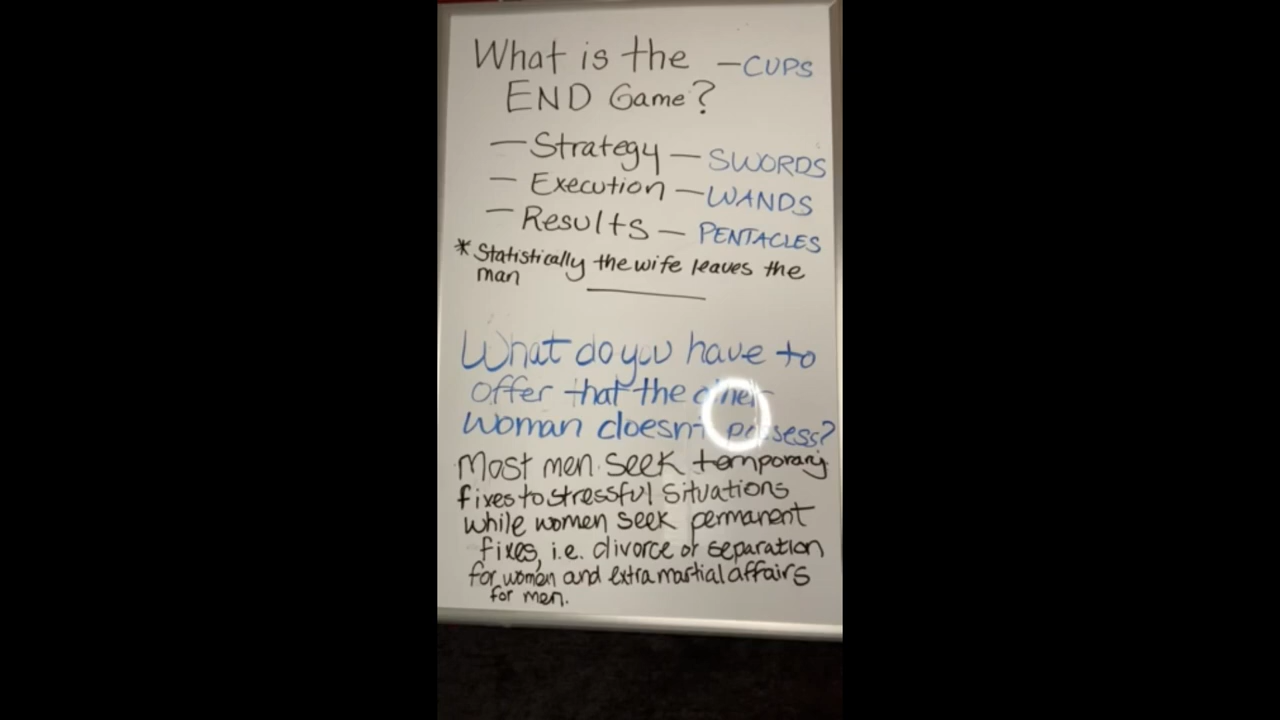 What is the – CUPS
END Game?
– Strategy – SWORDS
– Execution – WANDS
– Results – PENTACLES
* Statistically the wife leaves the
man
What do you have to
offer that the other
woman doesn't possess?
Most men seek temporary
fixes to stressful situations
while women seek permanent
fixes, i.e. divorce or separation
for women and extra martial affairs
for men.